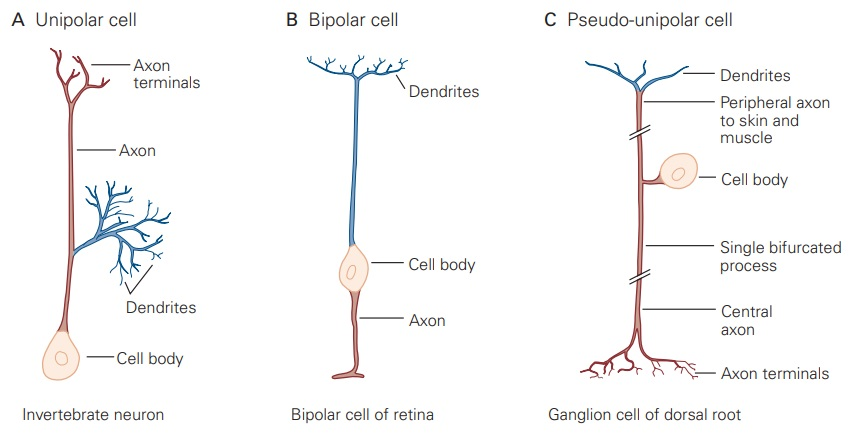 A Unipolar cell
Axon
terminals
Axon
Dendrites
Cell body
Invertebrate neuron
B Bipolar cell
Dendrites
Cell body
Axon
Bipolar cell of retina
C Pseudo-unipolar cell
Dendrites
Peripheral axon
to skin and
muscle
Cell body
Single bifurcated
process
Central
axon
Axon terminals
Ganglion cell of dorsal root